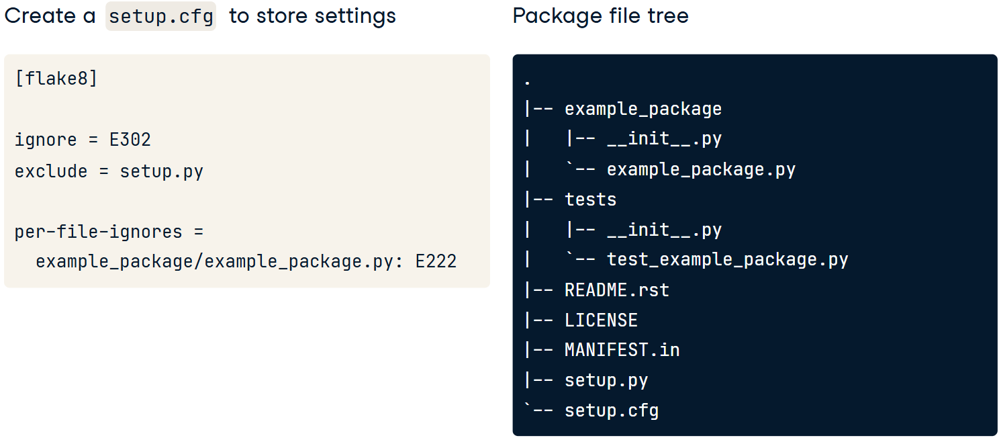 Create a setup.cfg to store settings
[flake8]
ignore = E302
exclude = setup.py
per-file-ignores =
  example_package/example_package.py: E222
Package file tree
.
|-- example_package
|   |-- __init__.py
|   `-- example_package.py
|-- tests
|   |-- __init__.py
|   `-- test_example_package.py
|-- README.rst
|-- LICENSE
|-- MANIFEST.in
|-- setup.py
`-- setup.cfg